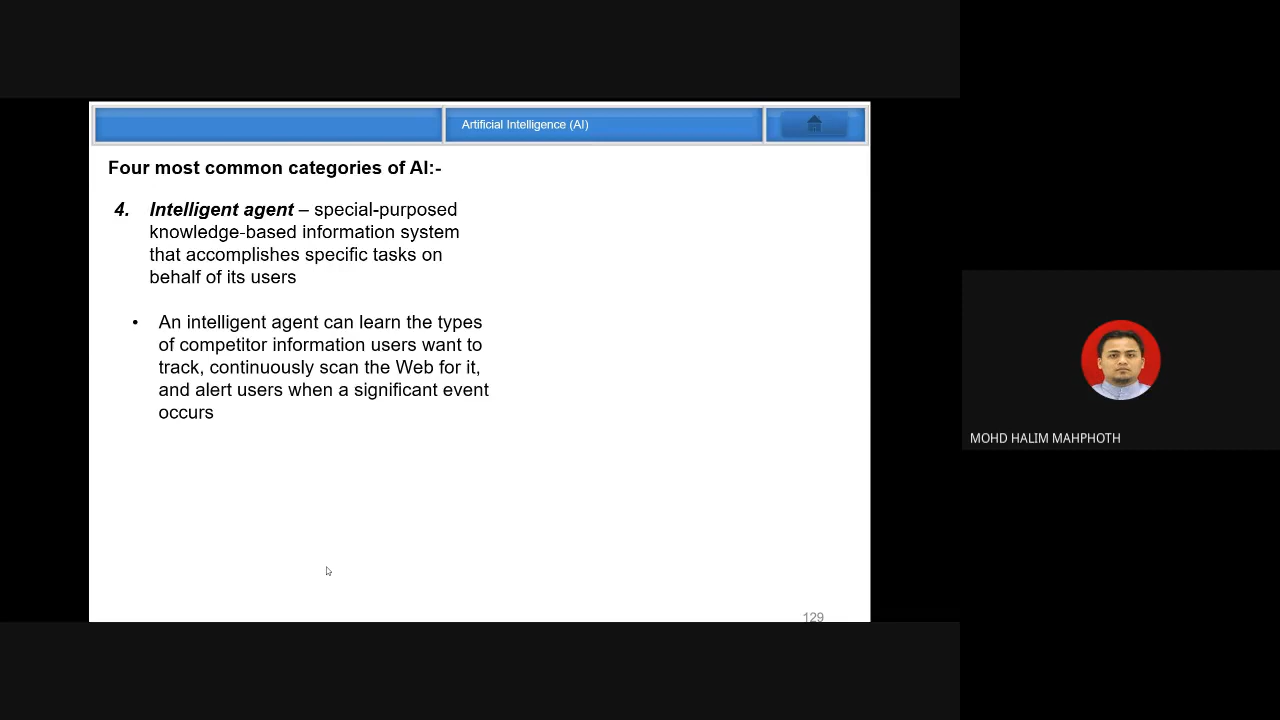 Artificial Intelligence (AI)
Four most common categories of AI:-
4. Intelligent agent – special-purposed
knowledge-based information system
that accomplishes specific tasks on
behalf of its users
• An intelligent agent can learn the types
of competitor information users want to
track, continuously scan the Web for it,
and alert users when a significant event
occurs
129
MOHD HALIM MAHPHOTH